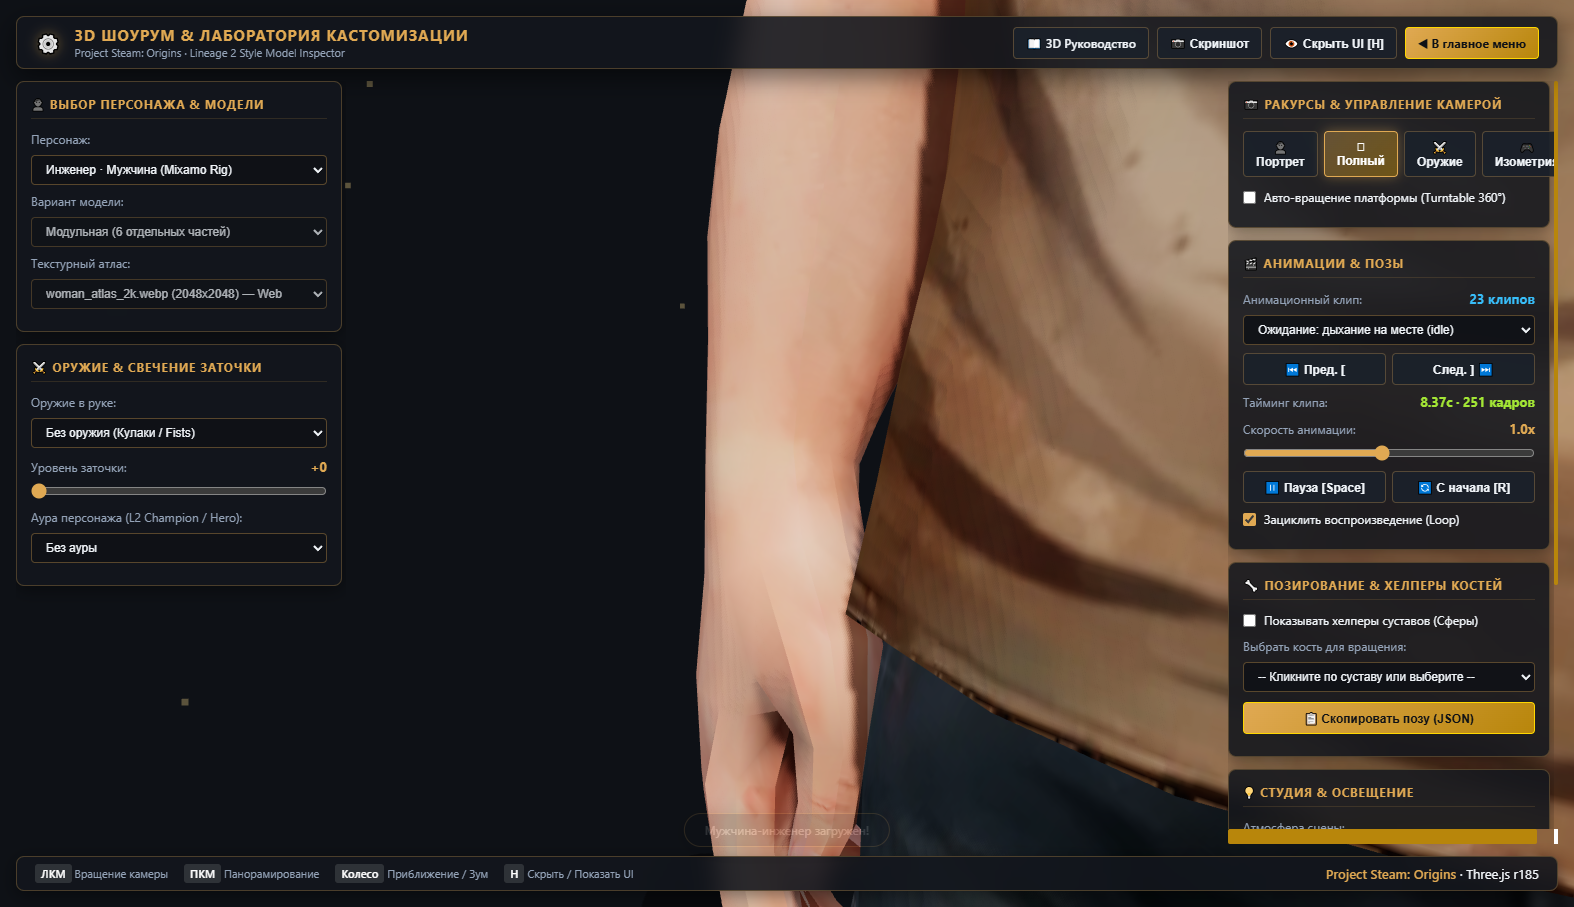 3D ШОУРУМ & ЛАБОРАТОРИЯ КАСТОМИЗАЦИИ
Project Steam: Origins · Lineage 2 Style Model Inspector
3D Руководство
Скриншот
Скрыть UI [H]
◀ В главное меню
ВЫБОР ПЕРСОНАЖА & МОДЕЛИ
Персонаж:
Инженер - Мужчина (Mixamo Rig)
Вариант модели:
Модульная (6 отдельных частей)
Текстурный атлас:
woman_atlas_2k.webp (2048x2048) — Web
ОРУЖИЕ & СВЕЧЕНИЕ ЗАТОЧКИ
Оружие в руке:
Без оружия (Кулаки / Fists)
Уровень заточки:
+0
Аура персонажа (L2 Champion / Hero):
Без ауры
РАКУРСЫ & УПРАВЛЕНИЕ КАМЕРОЙ
Портрет
Полный
Оружие
Изометрия
Авто-вращение платформы (Turntable 360°)
АНИМАЦИИ & ПОЗЫ
Анимационный клип:
23 клипов
Ожидание: дыхание на месте (idle)
Пред. [
След. ]
Тайминг клипа:
8.37с · 251 кадров
Скорость анимации:
1.0x
Пауза [Space]
С начала [R]
Зациклить воспроизведение (Loop)
ПОЗИРОВАНИЕ & ХЕЛПЕРЫ КОСТЕЙ
Показывать хелперы суставов (Сферы)
Выбрать кость для вращения:
-- Кликните по суставу или выберите --
Скопировать позу (JSON)
СТУДИЯ & ОСВЕЩЕНИЕ
Атмосфера сцены:
Мужчина-инженер загружен!
ЛКМ Вращение камеры
ПКМ Панорамирование
Колесо Приближение / Зум
H Скрыть / Показать UI
Project Steam: Origins · Three.js r185